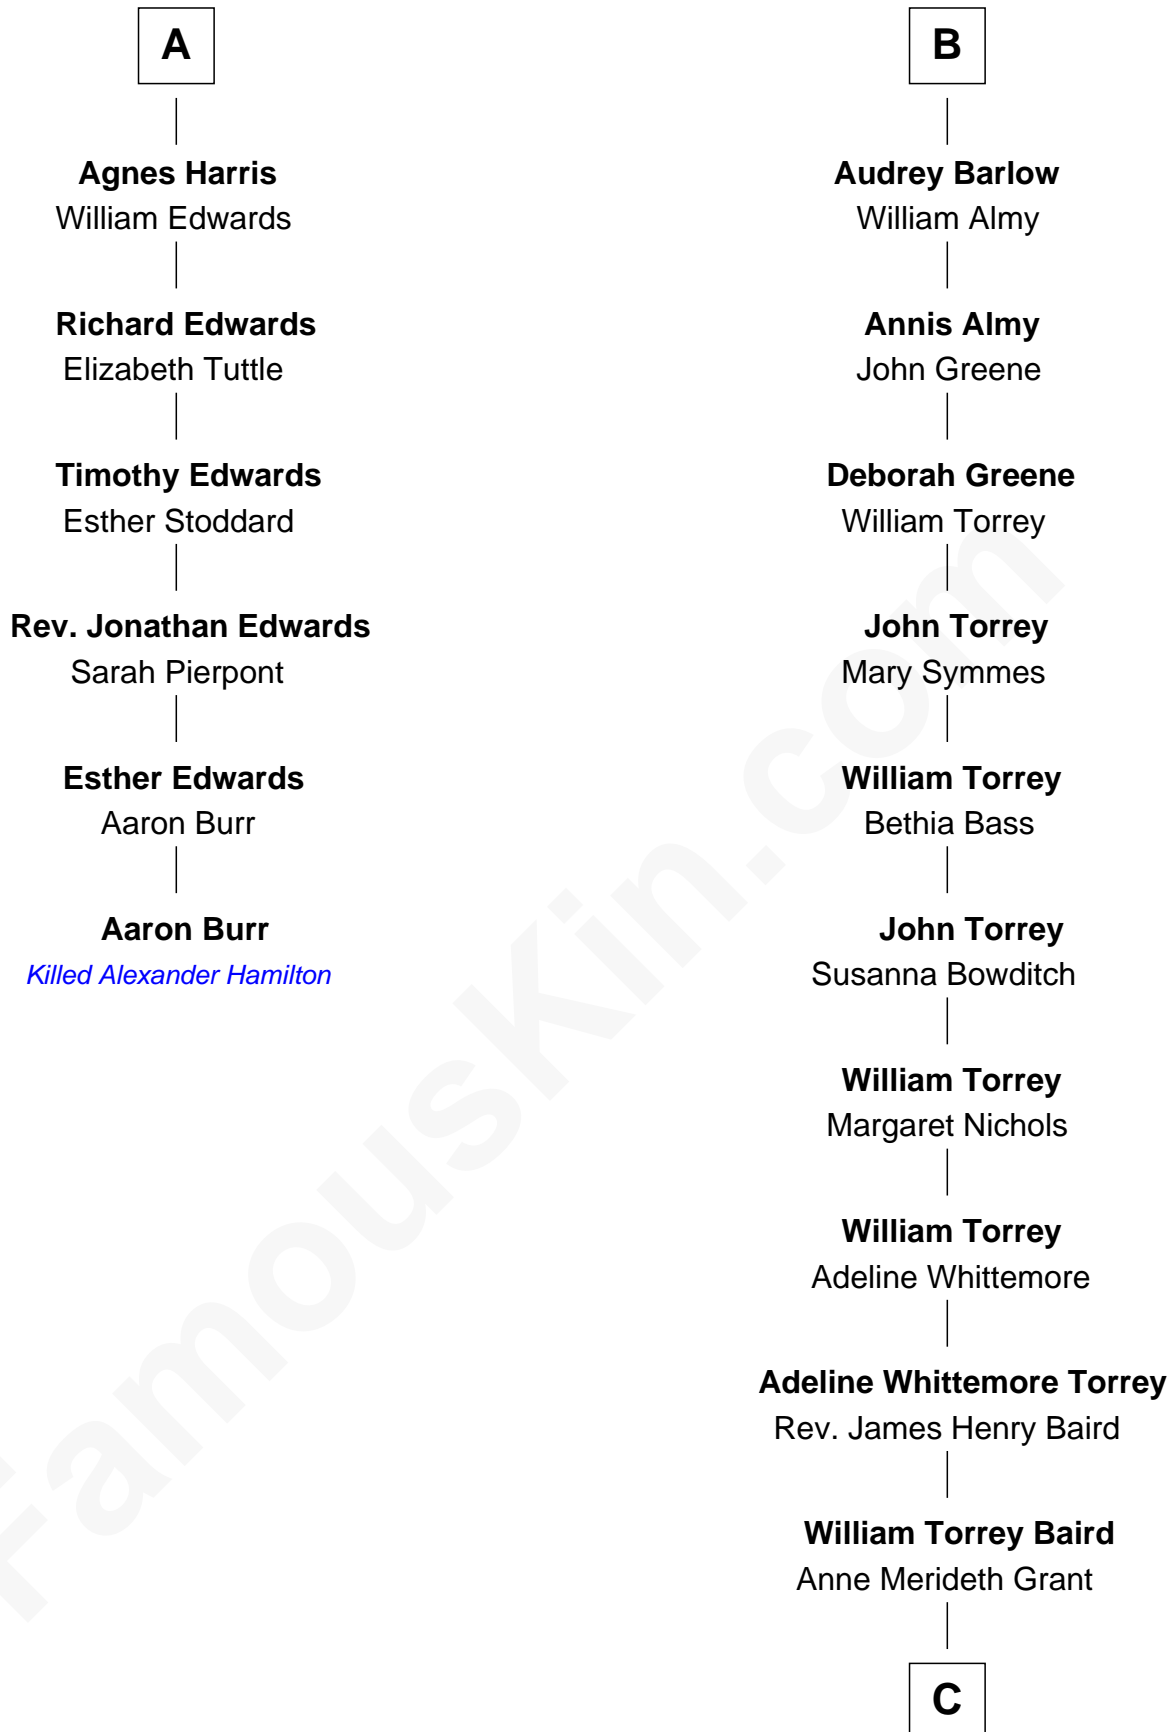 A
Agnes Harris
William Edwards
Richard Edwards
Elizabeth Tuttle
Timothy Edwards
Esther Stoddard
Rev. Jonathan Edwards
Sarah Pierpont
Esther Edwards
Aaron Burr
Aaron Burr
Killed Alexander Hamilton
B
Audrey Barlow
William Almy
Annis Almy
John Greene
Deborah Greene
William Torrey
John Torrey
Mary Symmes
William Torrey
Bethia Bass
John Torrey
Susanna Bowditch
William Torrey
Margaret Nichols
William Torrey
Adeline Whittemore
Adeline Whittemore Torrey
Rev. James Henry Baird
William Torrey Baird
Anne Merideth Grant
C
FamousKin.com